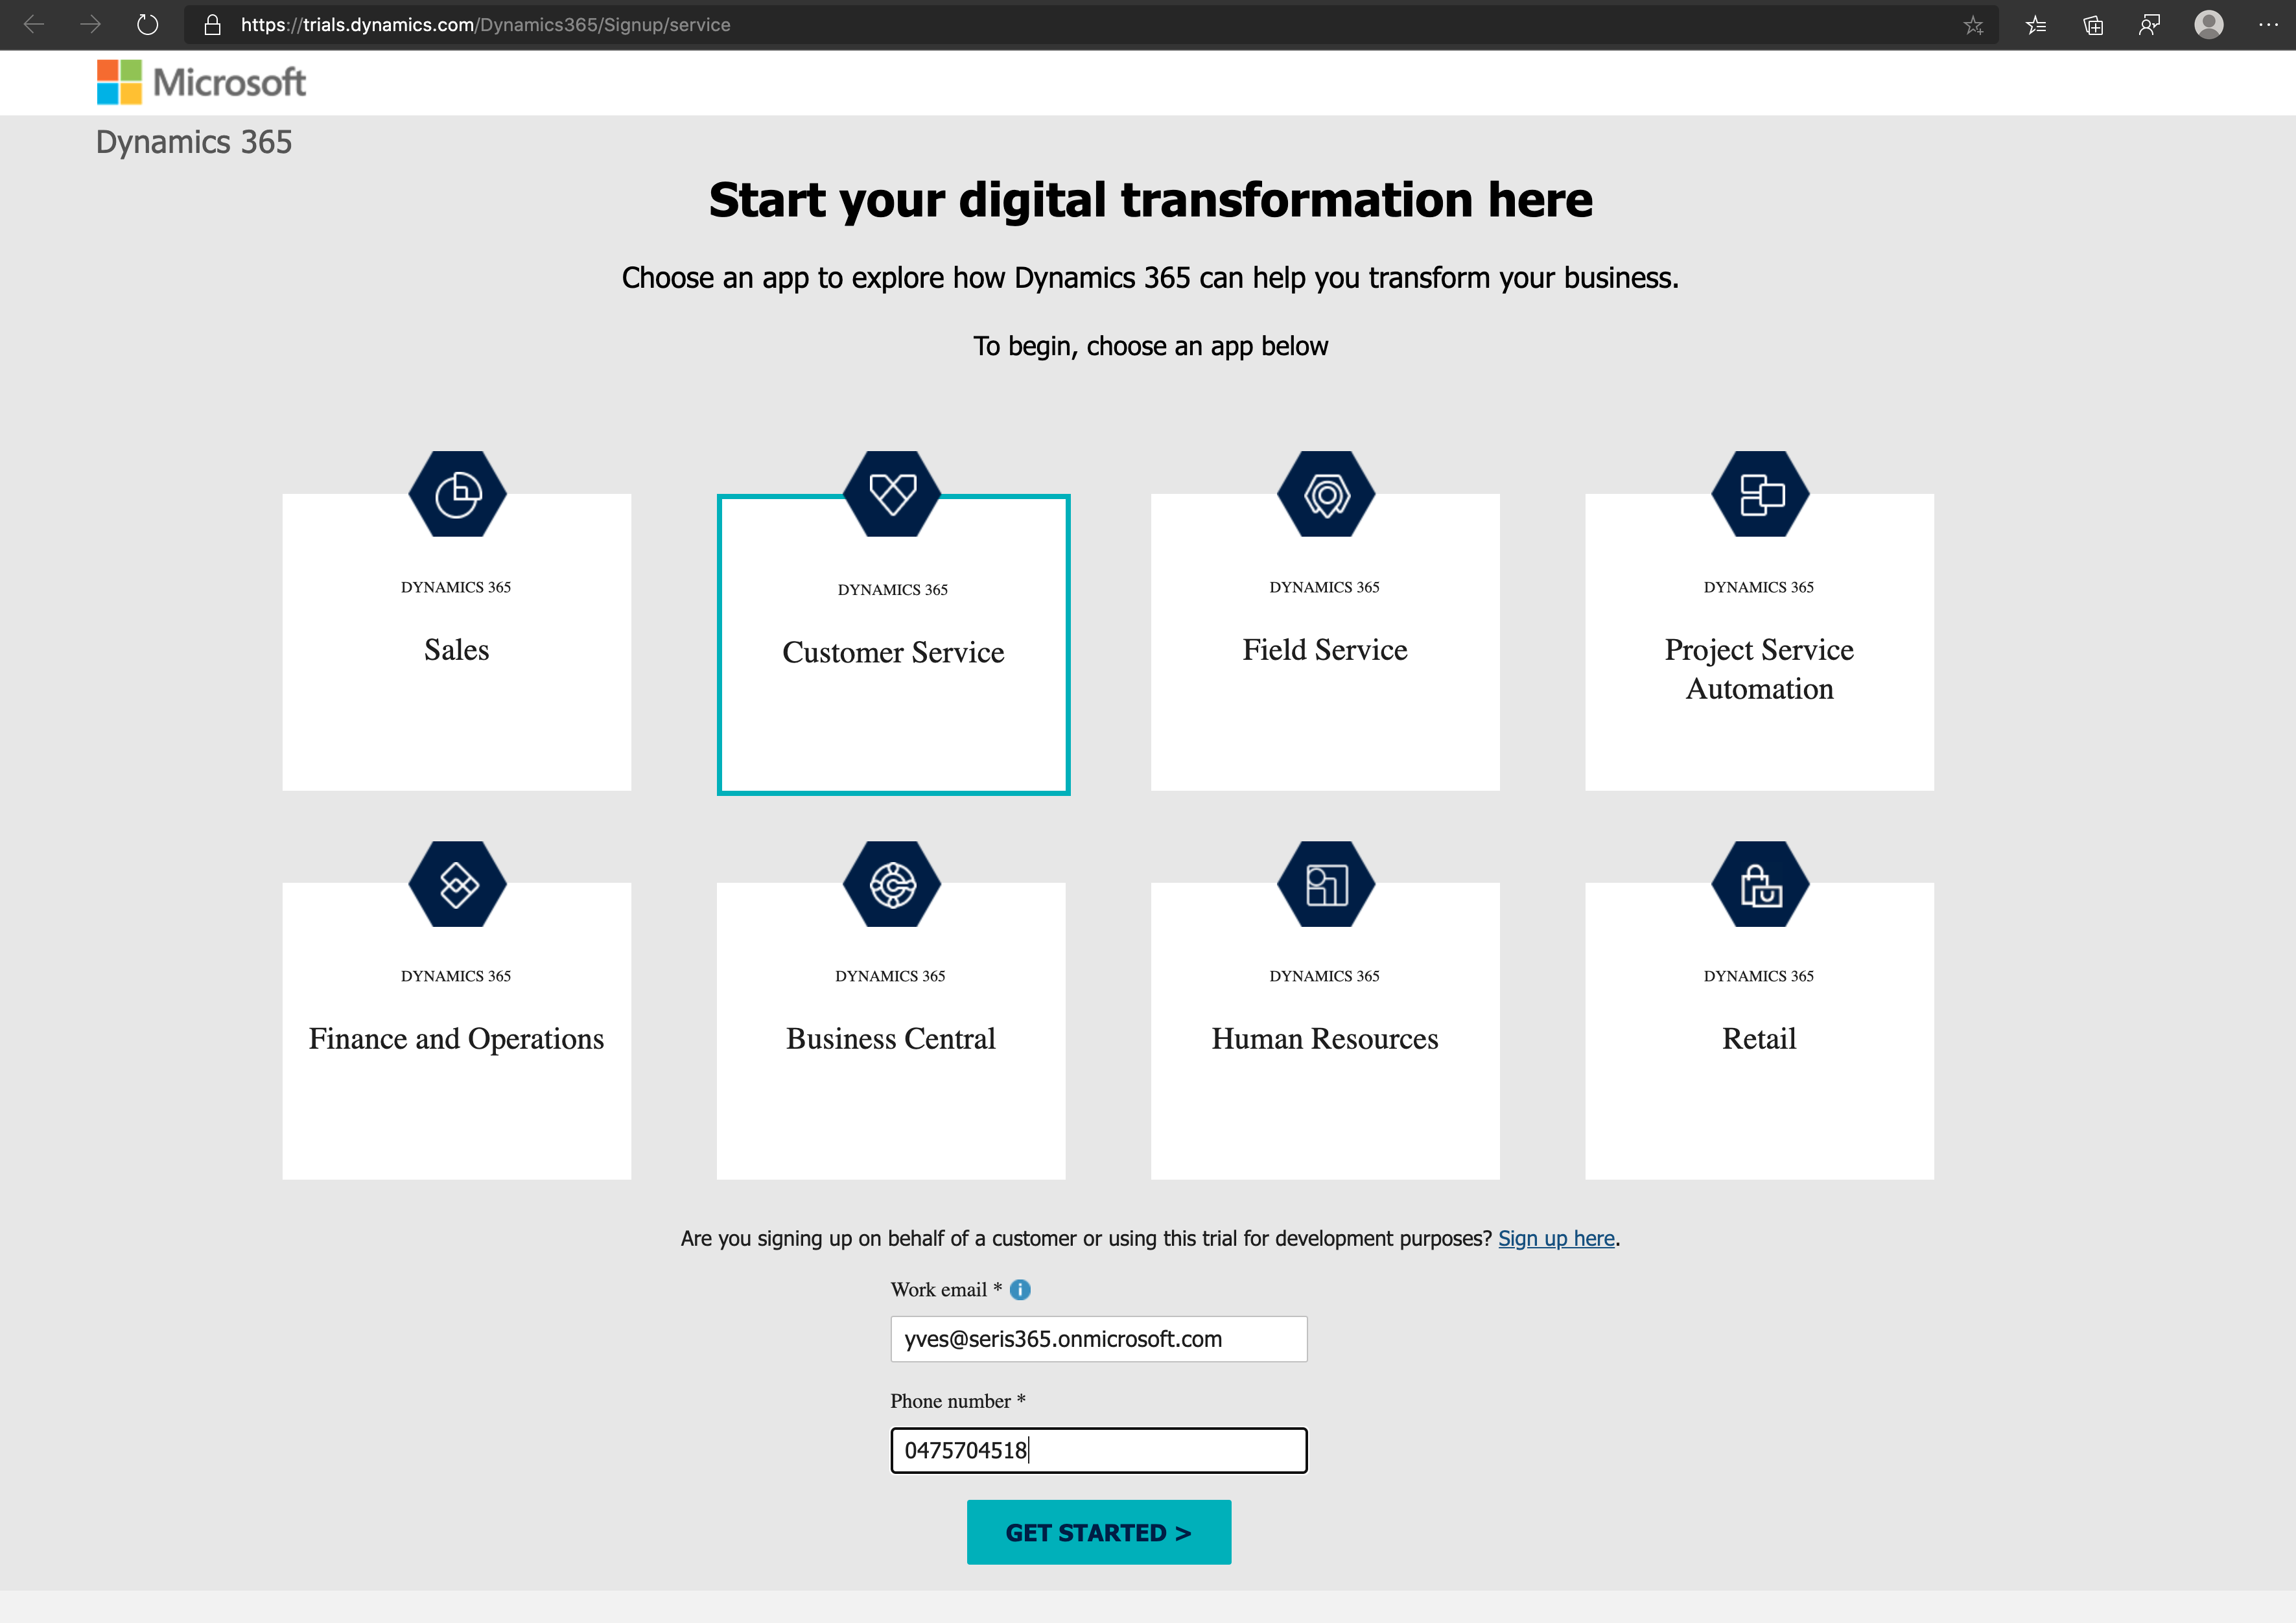 https://trials.dynamics.com/Dynamics365/Signup/service
Microsoft
Dynamics 365
Start your digital transformation here
Choose an app to explore how Dynamics 365 can help you transform your business.
To begin, choose an app below
DYNAMICS 365
Sales
DYNAMICS 365
Customer Service
DYNAMICS 365
Field Service
DYNAMICS 365
Project Service
Automation
DYNAMICS 365
Finance and Operations
DYNAMICS 365
Business Central
DYNAMICS 365
Human Resources
DYNAMICS 365
Retail
Are you signing up on behalf of a customer or using this trial for development purposes? Sign up here.
Work email *
yves@seris365.onmicrosoft.com
Phone number *
0475704518
GET STARTED >